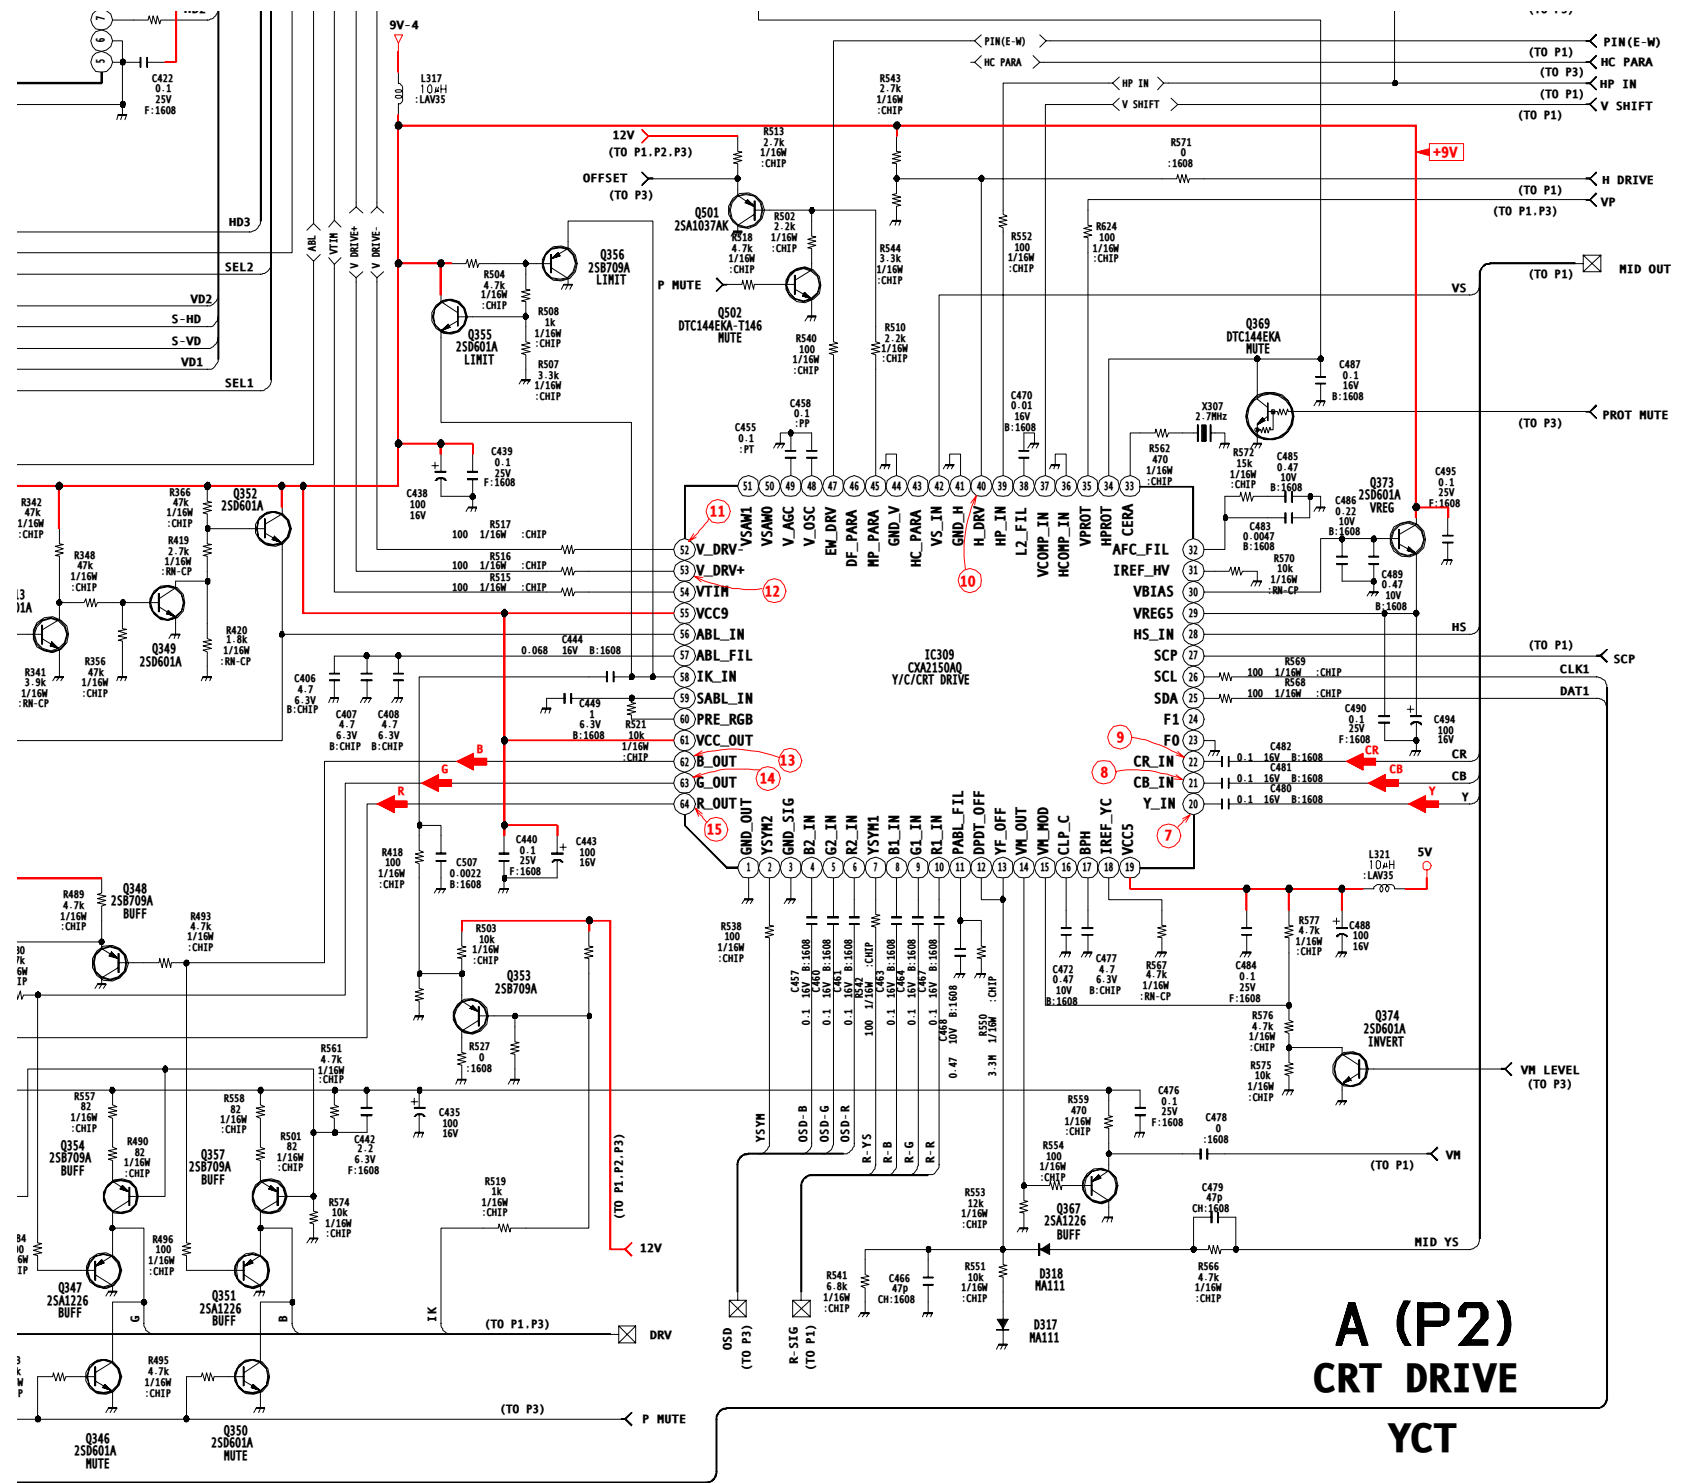 7
6
5
C422
0.1
25V
F:1608
9V-4
L317
10μH
:LAV35
HD3
SEL2
VD2
S-HD
S-VD
VD1
SEL1
ABL
VTIM
V DRIVE+
V DRIVE-
12V
(TO P1.P2.P3)
OFFSET
(TO P3)
R513
2.7k
1/16W
:CHIP
R543
2.7k
1/16W
:CHIP
PIN(E-W)
HC PARA
HP IN
V SHIFT
PIN(E-W)
(TO P1)
HC PARA
(TO P3)
HP IN
(TO P1)
V SHIFT
(TO P1)
R571
0
:1608
+9V
H DRIVE
(TO P1)
VP
(TO P1.P3)
MID OUT
(TO P1)
Q501
2SA1037AK
R518
4.7k
1/16W
:CHIP
R502
2.2k
1/16W
:CHIP
R544
3.3k
1/16W
:CHIP
R552
100
1/16W
:CHIP
R624
100
1/16W
:CHIP
Q356
2SB709A
LIMIT
R504
4.7k
1/16W
:CHIP
R508
1k
1/16W
:CHIP
Q355
2SD601A
LIMIT
R507
3.3k
1/16W
:CHIP
P MUTE
Q502
DTC144EKA-T146
MUTE
R540
100
1/16W
:CHIP
R510
2.2k
1/16W
:CHIP
VS
Q369
DTC144EKA
MUTE
C487
0.1
16V
B:1608
PROT MUTE
(TO P3)
C455
0.1
:PT
C458
0.1
:PP
C470
0.01
16V
B:1608
X307
2.7MHz
R562
470
1/16W
:CHIP
R572
15k
1/16W
:CHIP
C485
0.47
10V
B:1608
C486
0.22
10V
B:1608
C483
0.0047
B:1608
Q373
2SD601A
VREG
C495
0.1
25V
F:1608
R570
10k
1/16W
:RN-CP
C489
0.47
10V
B:1608
C439
0.1
25V
F:1608
C438
100
16V
R342
47k
1/16W
:CHIP
R366
47k
1/16W
:CHIP
Q352
2SD601A
R348
47k
1/16W
:CHIP
R419
2.7k
1/16W
:RN-CP
R341
3.9k
1/16W
:RN-CP
R356
47k
1/16W
:CHIP
Q349
2SD601A
R420
1.8k
1/16W
:RN-CP
100 1/16W R517 :CHIP
100 1/16W R516 :CHIP
100 1/16W R515 :CHIP
C444
0.068 16V B:1608
C406
4.7
6.3V
B:CHIP
C407
4.7
6.3V
B:CHIP
C408
4.7
6.3V
B:CHIP
C449
1
6.3V
B:1608
R521
10k
1/16W
:CHIP
51 50 49 48 47 46 45 44 43 42 41 40 39 38 37 36 35 34 33
VSAW1
VSAW0
V_AGC
V_OSC
EW_DRV
DF_PARA
MP_PARA
GND_V
HC_PARA
VS_IN
GND_H
H_DRV
HP_IN
L2_FIL
VCOMP_IN
HCOMP_IN
VPROT
HPROT
CERA
52 V_DRV-
53 V_DRV+
54 VTIM
55 VCC9
56 ABL_IN
57 ABL_FIL
58 IK_IN
59 SABL_IN
60 PRE_RGB
61 VCC_OUT
62 B_OUT
63 G_OUT
64 R_OUT
11
12
10
13
14
15
9
8
7
IC309
CXA2150AQ
Y/C/CRT DRIVE
AFC_FIL 32
IREF_HV 31
VBIAS 30
VREG5 29
HS_IN 28
SCP 27
SCL 26
SDA 25
F1 24
F0 23
CR_IN 22
CB_IN 21
Y_IN 20
HS
(TO P1)
SCP
R569
100 1/16W :CHIP
CLK1
R568
100 1/16W :CHIP
DAT1
C490
0.1
25V
F:1608
C494
100
16V
C482
0.1 16V B:1608
CR
CR
C481
0.1 16V B:1608
CB
CB
C480
0.1 16V B:1608
Y
Y
B
G
R
GND_OUT
YSYM2
GND_SIG
B2_IN
G2_IN
R2_IN
YSYM1
B1_IN
G1_IN
R1_IN
PABL_FIL
DPDT_OFF
YF_OFF
VM_OUT
VM_MOD
CLP_C
BPH
IREF_YC
VCC5
1 2 3 4 5 6 7 8 9 10 11 12 13 14 15 16 17 18 19
R418
100
1/16W
:CHIP
C507
0.0022
B:1608
C440
0.1
25V
F:1608
C443
100
16V
L321
10μH
:LAV35
5V
R489
4.7k
1/16W
:CHIP
Q348
2SB709A
BUFF
R493
4.7k
1/16W
:CHIP
R503
10k
1/16W
:CHIP
Q353
2SB709A
R527
0
:1608
R538
100
1/16W
:CHIP
C457
0.1 16V B:1608
C460
0.1 16V B:1608
C461
0.1 16V B:1608
R542
100 1/16W :CHIP
C463
0.1 16V B:1608
C464
0.1 16V B:1608
C467
0.1 16V B:1608
C468
0.47 10V B:1608
R550
3.3M 1/16W :CHIP
C472
0.47
10V
B:1608
C477
4.7
6.3V
B:CHIP
R567
4.7k
1/16W
:RN-CP
C484
0.1
25V
F:1608
R577
4.7k
1/16W
:CHIP
C488
100
16V
R576
4.7k
1/16W
:CHIP
R575
10k
1/16W
:CHIP
Q374
2SD601A
INVERT
VM LEVEL
(TO P3)
R561
4.7k
1/16W
:CHIP
R557
82
1/16W
:CHIP
R558
82
1/16W
:CHIP
Q354
2SB709A
BUFF
R490
82
1/16W
:CHIP
Q357
2SB709A
BUFF
R501
82
1/16W
:CHIP
C442
2.2
6.3V
F:1608
C435
100
16V
R574
10k
1/16W
:CHIP
R519
1k
1/16W
:CHIP
(TO P1.P2.P3)
12V
YSYM
OSD-B
OSD-G
OSD-R
R-YS
R-B
R-G
R-R
R559
470
1/16W
:CHIP
C476
0.1
25V
F:1608
C478
0
:1608
R554
100
1/16W
:CHIP
VM
(TO P1)
R553
12k
1/16W
:CHIP
Q367
2SA1226
BUFF
C479
47p
CH:1608
MID YS
R496
100
1/16W
:CHIP
Q347
2SA1226
BUFF
Q351
2SA1226
BUFF
R541
6.8k
1/16W
:CHIP
C466
47p
CH:1608
R551
10k
1/16W
:CHIP
D318
MA111
R566
4.7k
1/16W
:CHIP
D317
MA111
G
B
IK
(TO P1.P3)
DRV
OSD
(TO P3)
R-SIG
(TO P1)
R495
4.7k
1/16W
:CHIP
(TO P3)
P MUTE
Q346
2SD601A
MUTE
Q350
2SD601A
MUTE
A (P2)
CRT DRIVE
YCT